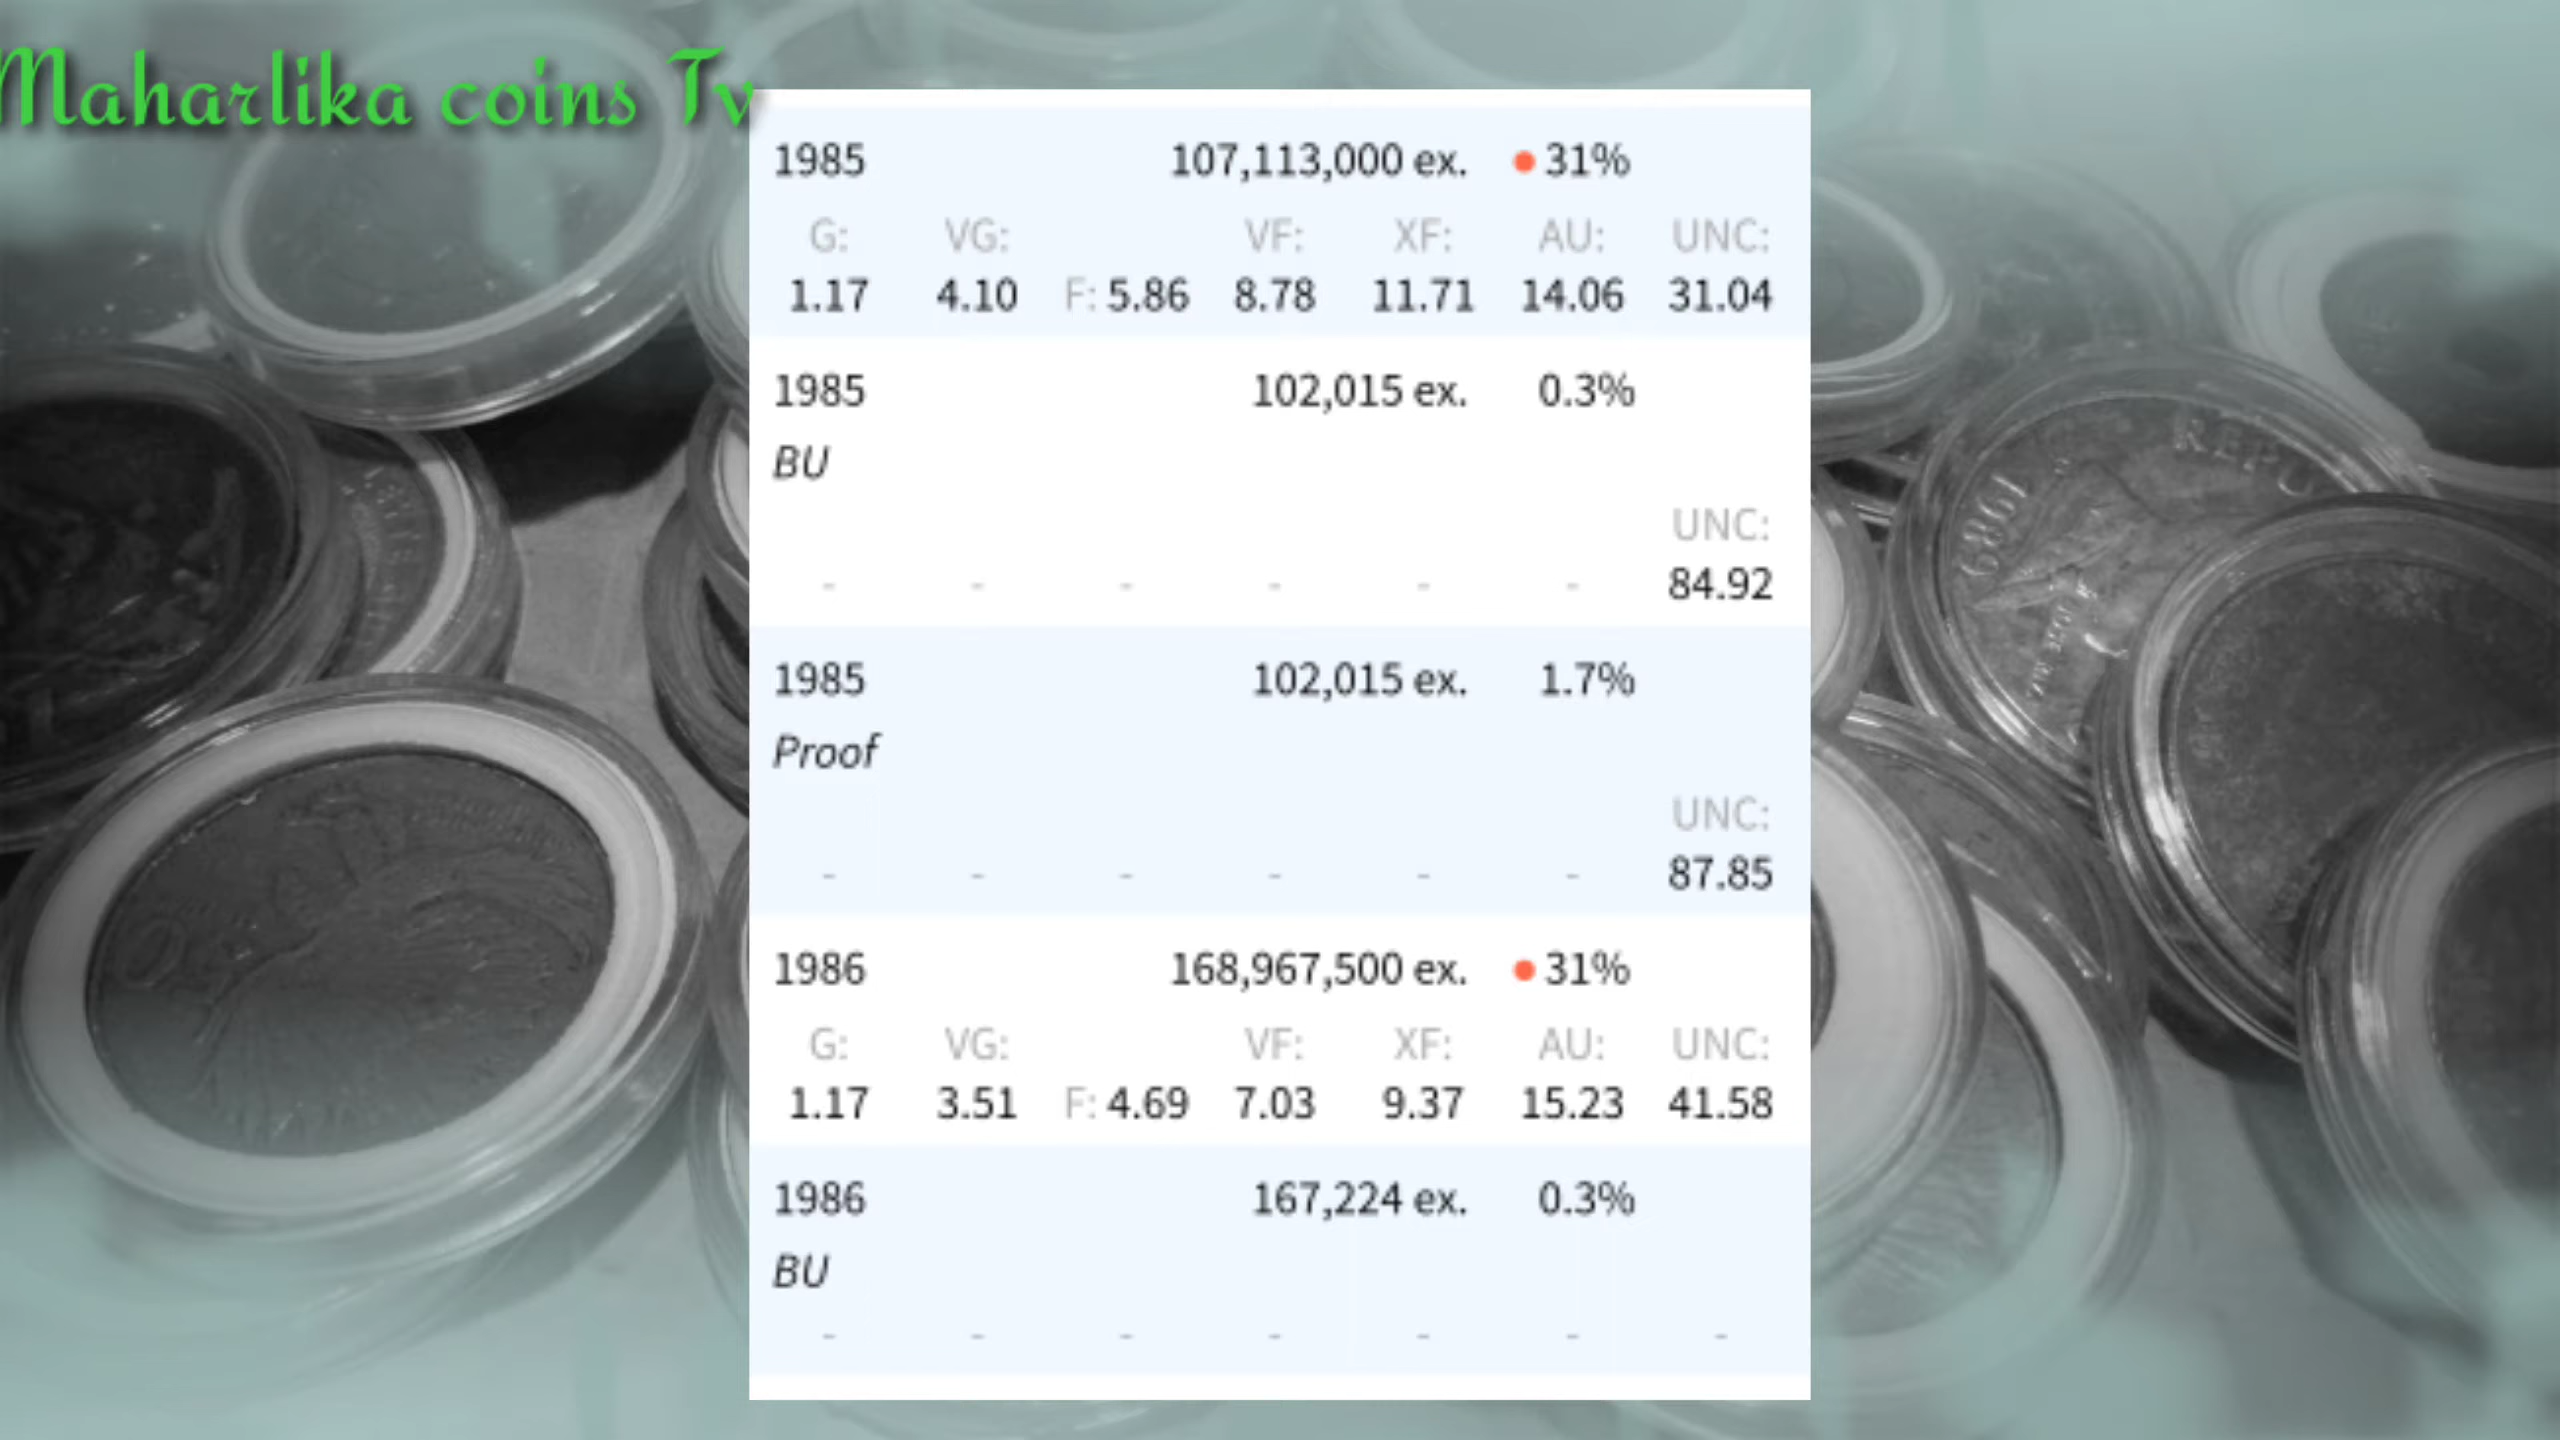 Maharlika coins Tv
1985 107,113,000 ex. 31%
G: VG: VF: XF: AU: UNC:
1.17 4.10 F: 5.86 8.78 11.71 14.06 31.04
1985 102,015 ex. 0.3%
BU
UNC:
- - - - - - 84.92
1985 102,015 ex. 1.7%
Proof
UNC:
- - - - - - 87.85
1986 168,967,500 ex. 31%
G: VG: VF: XF: AU: UNC:
1.17 3.51 F: 4.69 7.03 9.37 15.23 41.58
1986 167,224 ex. 0.3%
BU
- - - - - - -
1989